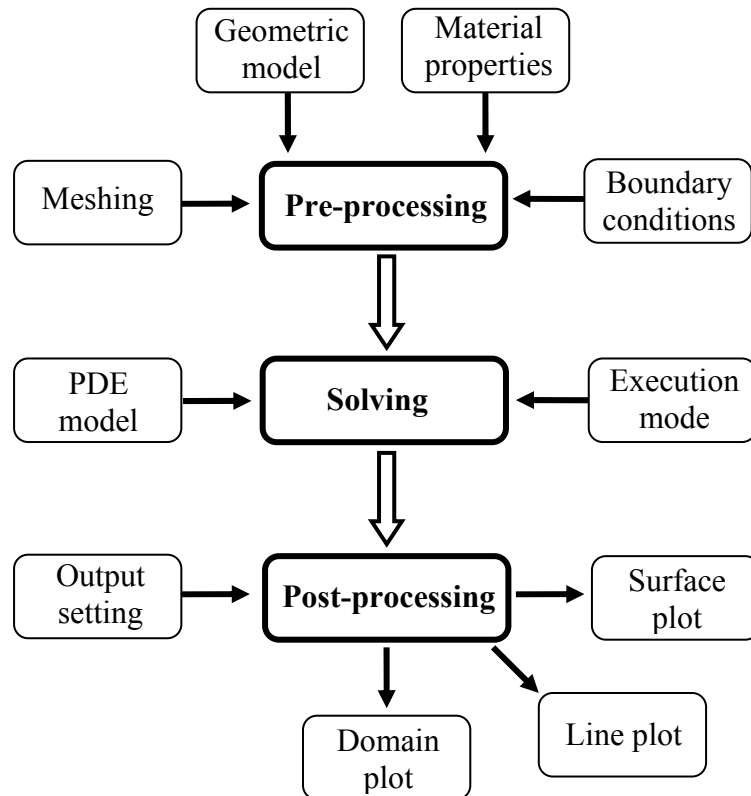 Geometric
model
Material
properties
Meshing
Pre-processing
Boundary
conditions
PDE
model
Solving
Execution
mode
Output
setting
Post-processing
Surface
plot
Domain
plot
Line plot